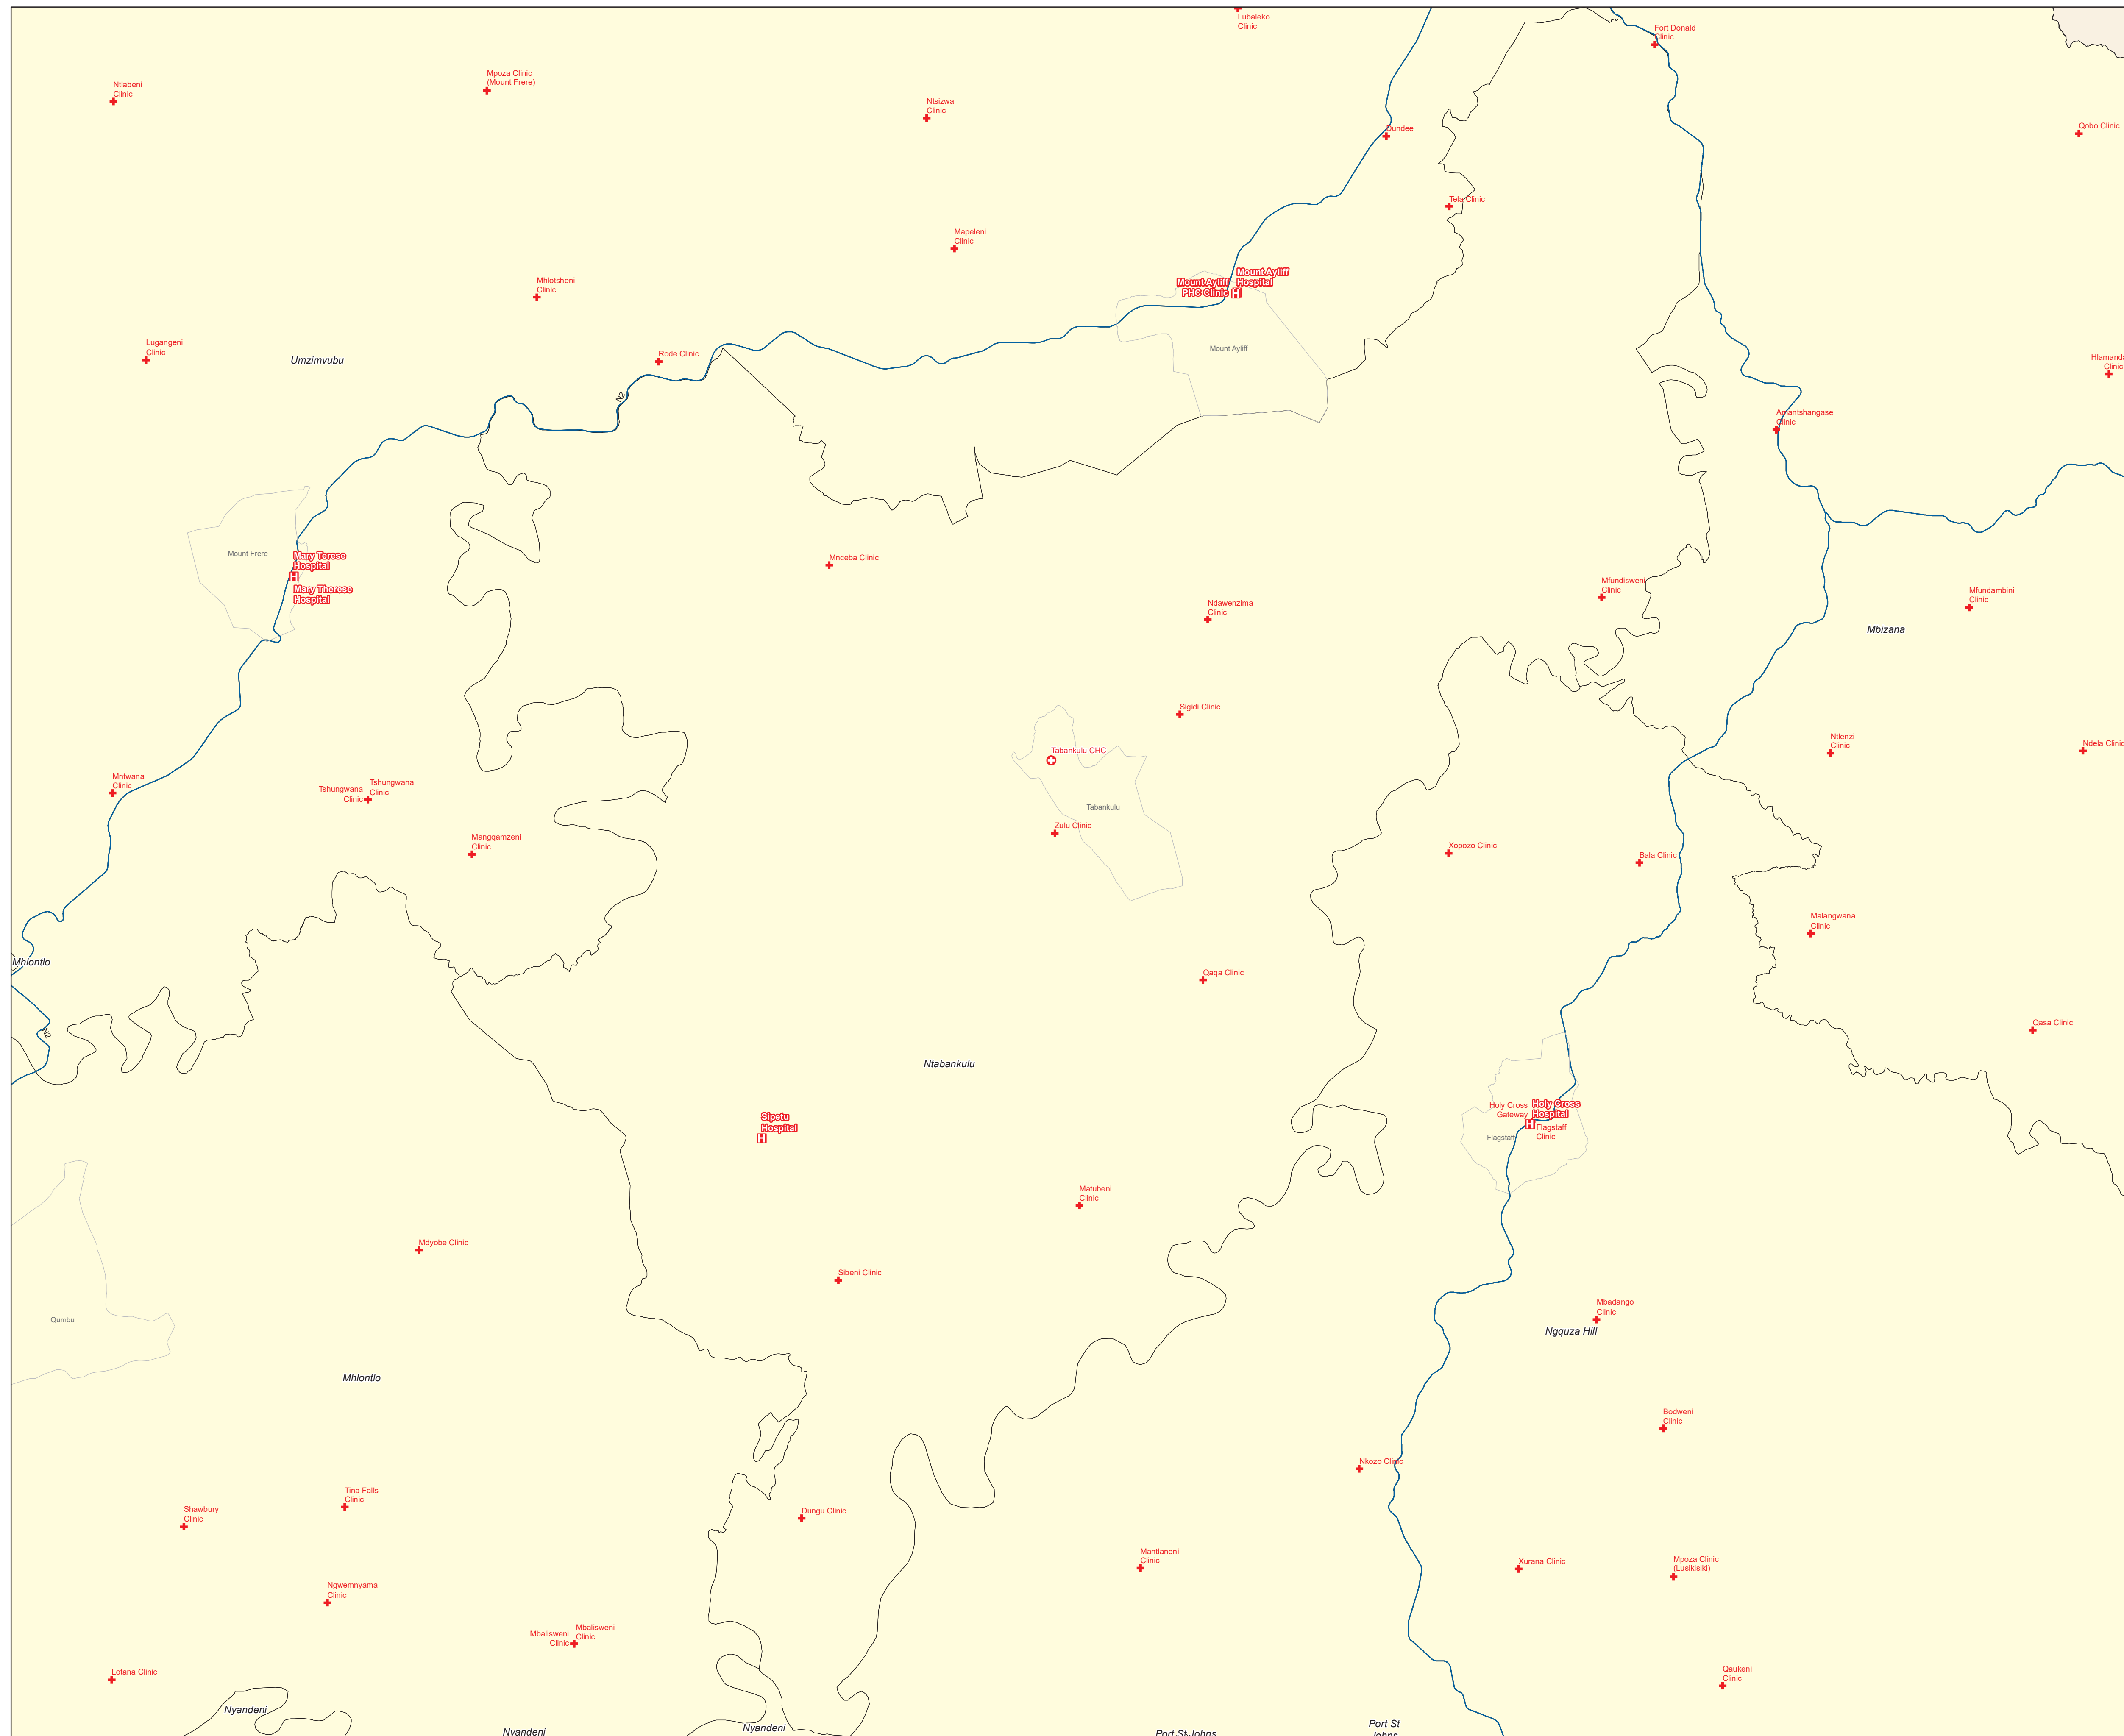 Lubaleko
Clinic
Fort Donald
Clinic
Mpoza Clinic
(Mount Frere)
Ntlabeni
Clinic
Ntsizwa
Clinic
Dundee
Qobo Clinic
Tela Clinic
Mapeleni
Clinic
Mount Ayliff
Hospital
Mount Ayliff
PHC Clinic
H
Mhlotsheni
Clinic
Lugangeni
Clinic
Umzimvubu
Rode Clinic
Mount Ayliff
Hlamanda
Clinic
N2
Amantshangase
Clinic
Mount Frere
Mary Terese
Hospital
H
Mary Therese
Hospital
Mnceba Clinic
Ndawenzima
Clinic
Mfundisweni
Clinic
Mfundambini
Clinic
Mbizana
Sigidi Clinic
Tabankulu CHC
Ntlenzi
Clinic
Ndela Clinic
Mntwana
Clinic
Tshungwana
Clinic
Tshungwana
Clinic
Tabankulu
Zulu Clinic
Mangqamzeni
Clinic
Xopozo Clinic
Bala Clinic
Malangwana
Clinic
Mhlontlo
Qaqa Clinic
N2
Qasa Clinic
Ntabankulu
Sipetu
Hospital
H
Holy Cross
Gateway
Holy Cross
Hospital
H
Flagstaff
Clinic
Flagstaff
Matubeni
Clinic
Mdyobe Clinic
Sibeni Clinic
Qumbu
Mbadango
Clinic
Ngquza Hill
Mhlontlo
Bodweni
Clinic
Nkozo Clinic
Tina Falls
Clinic
Shawbury
Clinic
Dungu Clinic
Mantlaneni
Clinic
Xurana Clinic
Mpoza Clinic
(Lusikisiki)
Ngwemnyama
Clinic
Mbalisweni
Clinic
Mbalisweni
Clinic
Lotana Clinic
Qaukeni
Clinic
Nyandeni
Nyandeni
Nyandeni
Port St Johns
Port St
Johns